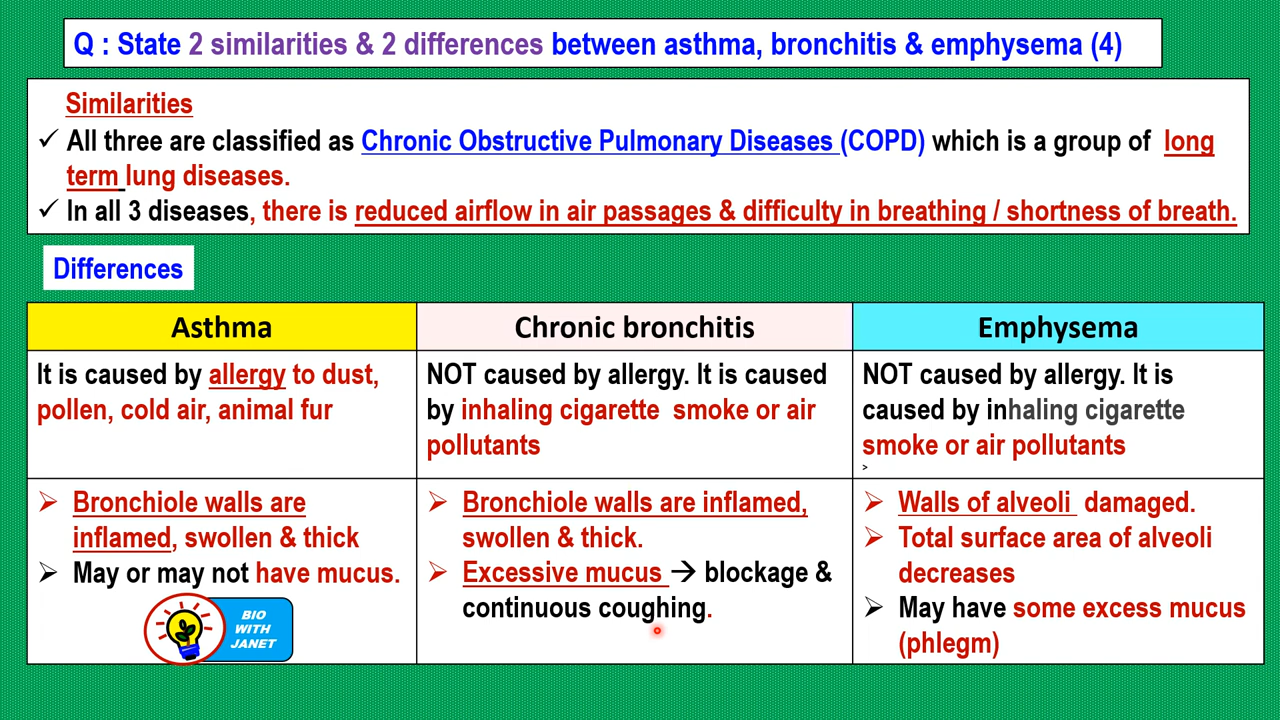 Q : State 2 similarities & 2 differences between asthma, bronchitis & emphysema (4)
Similarities
✓ All three are classified as Chronic Obstructive Pulmonary Diseases (COPD) which is a group of long
term lung diseases.
✓ In all 3 diseases, there is reduced airflow in air passages & difficulty in breathing / shortness of breath.
Differences
Asthma
Chronic bronchitis
Emphysema
It is caused by allergy to dust,
pollen, cold air, animal fur
NOT caused by allergy. It is caused
by inhaling cigarette smoke or air
pollutants
NOT caused by allergy. It is
caused by inhaling cigarette
smoke or air pollutants
>
➢ Bronchiole walls are
inflamed, swollen & thick
➢ May or may not have mucus.
➢ Bronchiole walls are inflamed,
swollen & thick.
➢ Excessive mucus → blockage &
continuous coughing.
➢ Walls of alveoli damaged.
➢ Total surface area of alveoli
decreases
➢ May have some excess mucus
(phlegm)
BIO
WITH
JANET